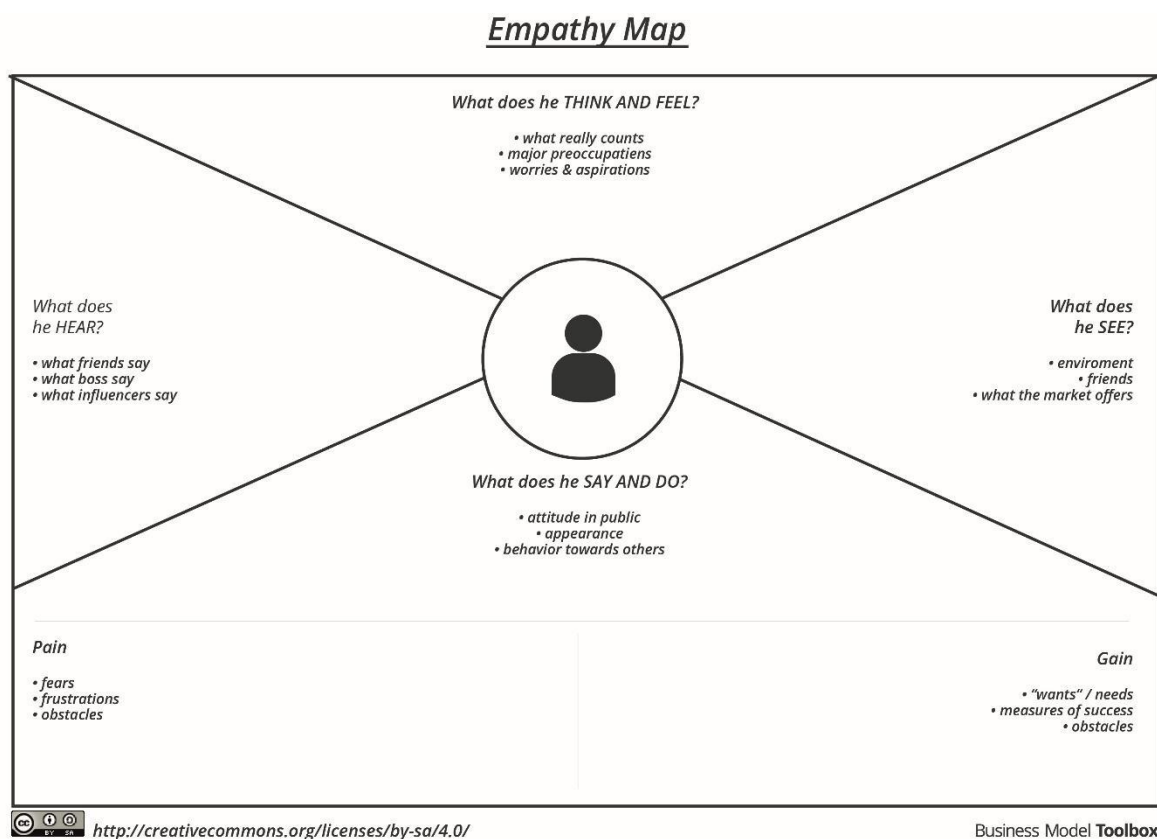 Empathy Map
What does he THINK AND FEEL?
• what really counts
• major preoccupatiens
• worries & aspirations
What does
he HEAR?
• what friends say
• what boss say
• what influencers say
What does
he SEE?
• enviroment
• friends
• what the market offers
What does he SAY AND DO?
• attitude in public
• appearance
• behavior towards others
Pain
• fears
• frustrations
• obstacles
Gain
• “wants” / needs
• measures of success
• obstacles
cc BY SA
http://creativecommons.org/licenses/by-sa/4.0/
Business Model Toolbox